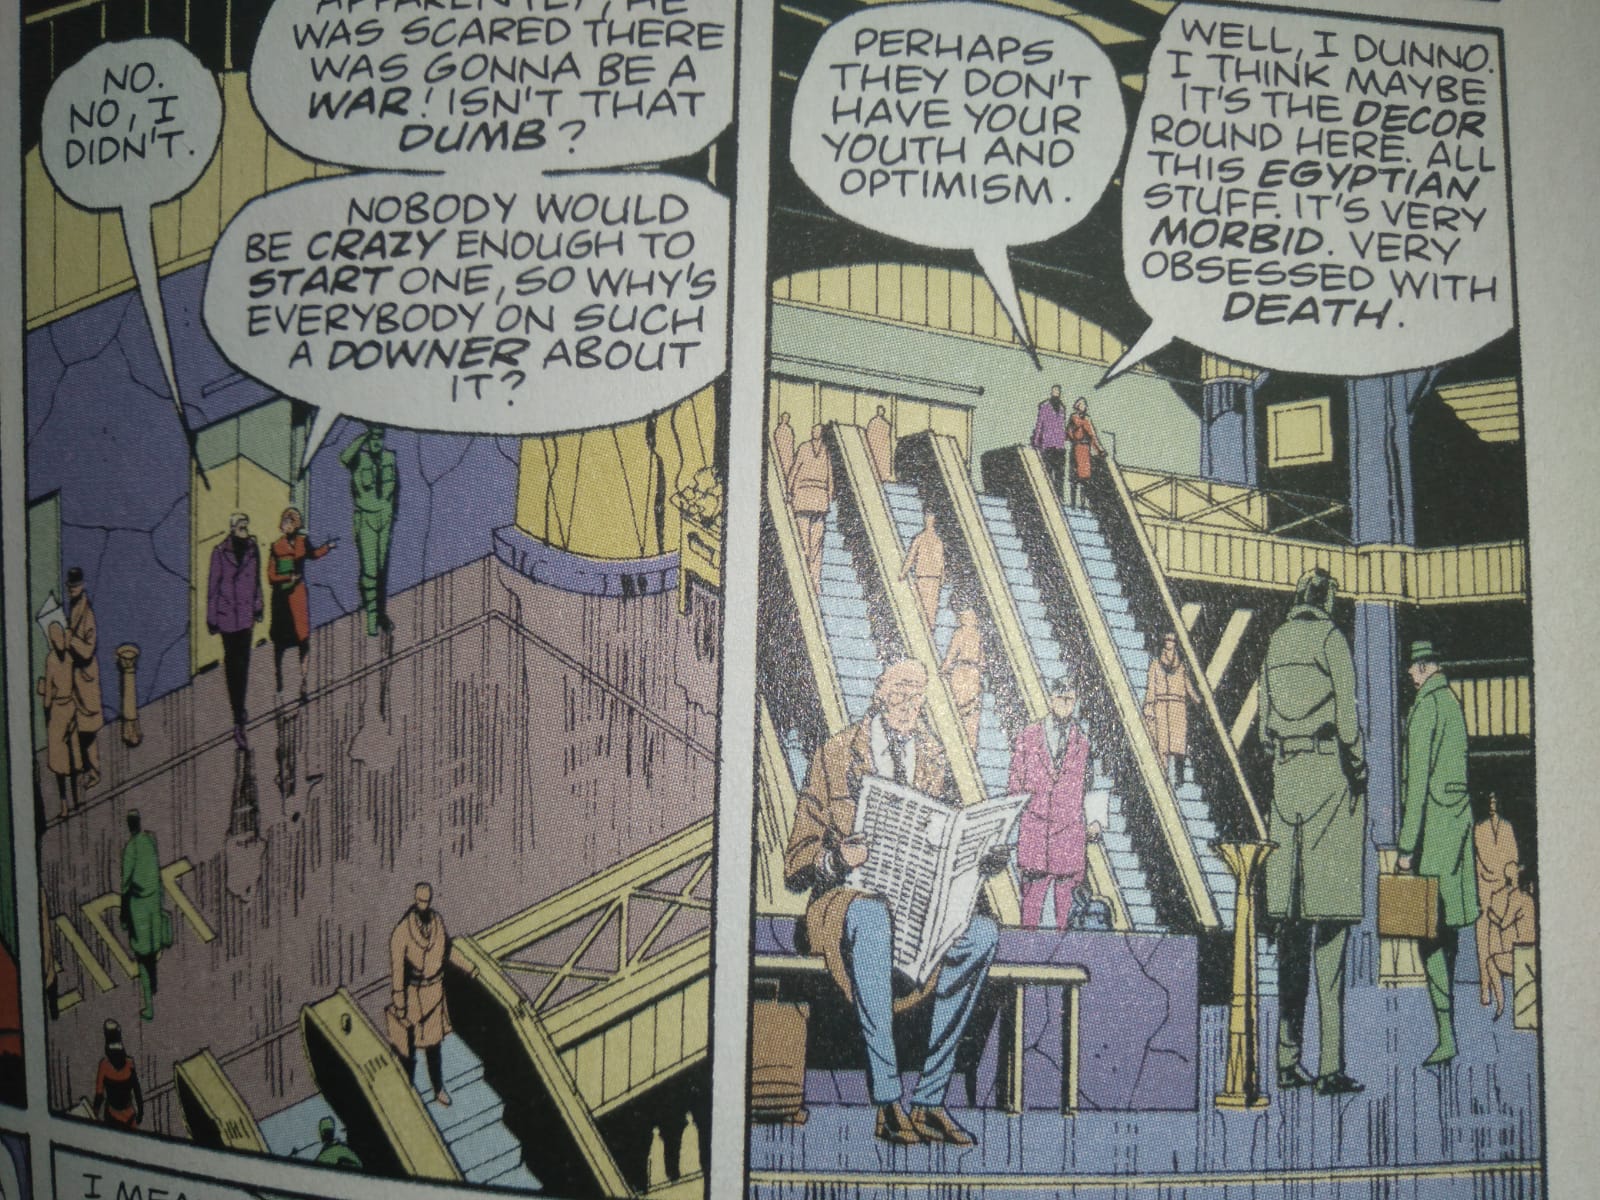 NO.
NO, I
DIDN'T.
APPARENTLY, HE
WAS SCARED THERE
WAS GONNA BE A
WAR! ISN'T THAT
DUMB?
NOBODY WOULD
BE CRAZY ENOUGH TO
START ONE, SO WHY'S
EVERYBODY ON SUCH
A DOWNER ABOUT
IT?
PERHAPS
THEY DON'T
HAVE YOUR
YOUTH AND
OPTIMISM.
WELL, I DUNNO.
I THINK MAYBE
IT'S THE DECOR
ROUND HERE. ALL
THIS EGYPTIAN
STUFF. IT'S VERY
MORBID. VERY
OBSESSED WITH
DEATH.
I